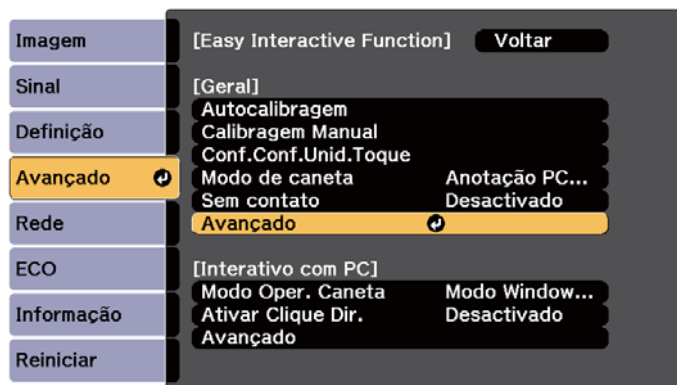 Imagem
Sinal
Definição
Avançado
Rede
ECO
Informação
Reiniciar
[Easy Interactive Function] Voltar
[Geral]
Autocalibragem
Calibragem Manual
Conf.Conf.Unid.Toque
Modo de caneta Anotação PC...
Sem contato Desactivado
Avançado
[Interativo com PC]
Modo Oper. Caneta Modo Window...
Ativar Clique Dir. Desactivado
Avançado